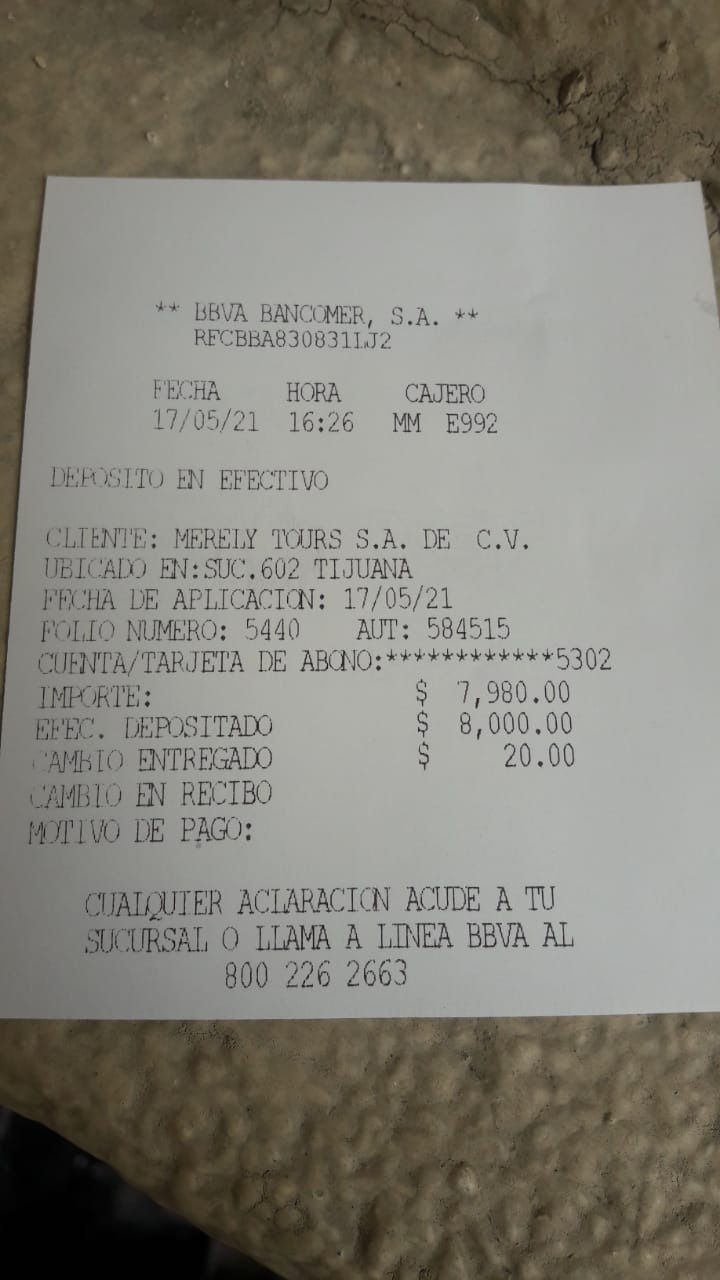 ** BBVA BANCOMER, S.A. **
RFCBBA830831LJ2
FECHA HORA CAJERO
17/05/21 16:26 MM E992
DEPOSITO EN EFECTIVO
CLIENTE: MERELY TOURS S.A. DE C.V.
UBICADO EN:SUC.602 TIJUANA
FECHA DE APLICACION: 17/05/21
FOLIO NUMERO: 5440 AUT: 584515
CUENTA/TARJETA DE ABONO:************5302
IMPORTE: $ 7,980.00
EFEC. DEPOSITADO $ 8,000.00
CAMBIO ENTREGADO $ 20.00
CAMBIO EN RECIBO
MOTIVO DE PAGO:
CUALQUIER ACLARACION ACUDE A TU
SUCURSAL O LLAMA A LINEA BBVA AL
800 226 2663